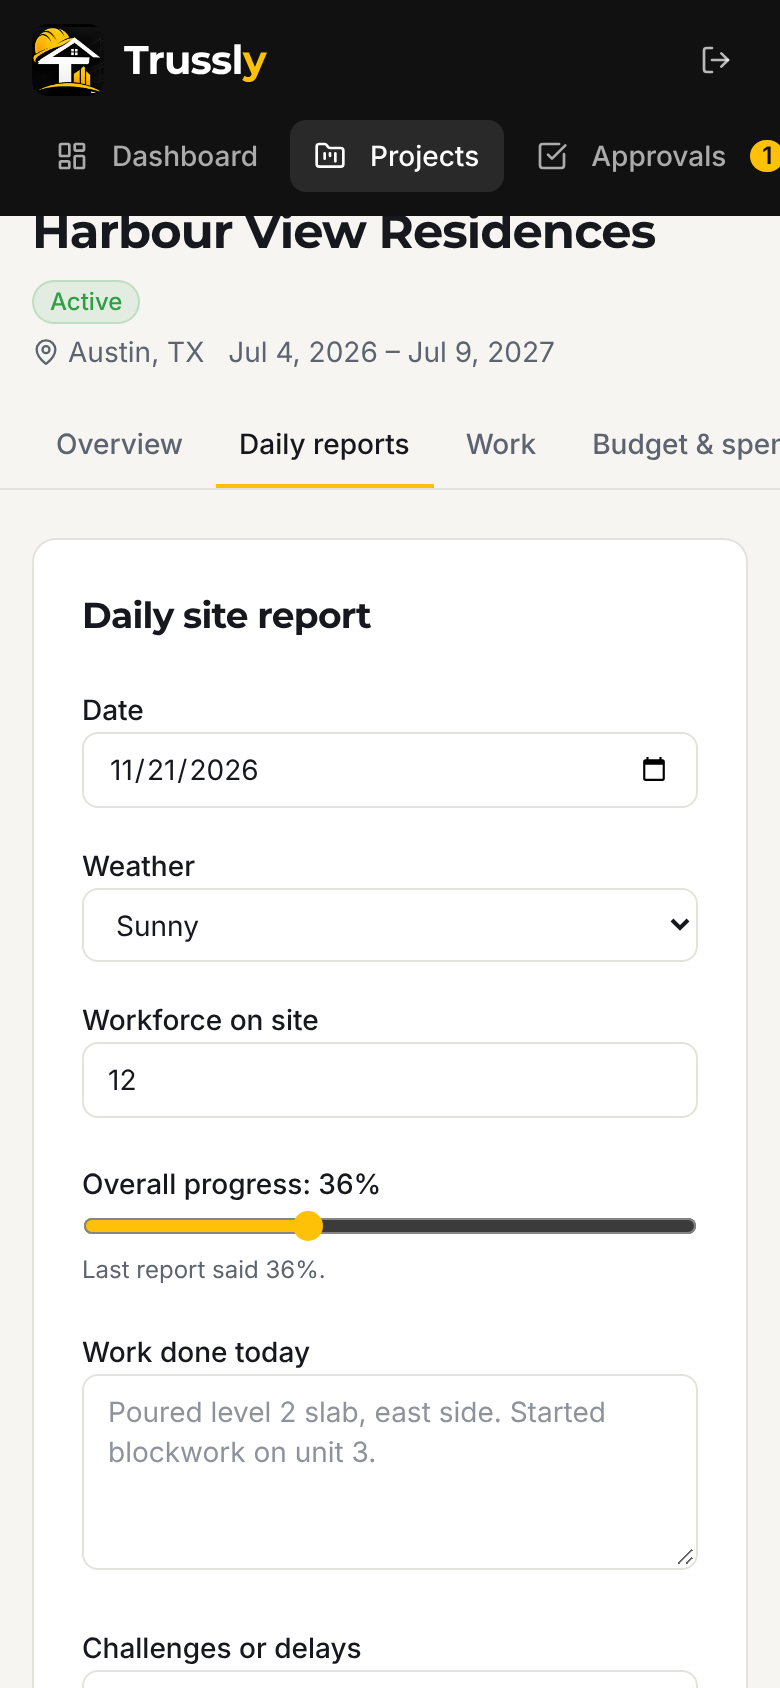 Trussly
Dashboard
Projects
Approvals
1
Harbour View Residences
Active
Austin, TX Jul 4, 2026 – Jul 9, 2027
Overview
Daily reports
Work
Budget &
Daily site report
Date
11/21/2026
Weather
Sunny
Workforce on site
12
Overall progress: 36%
Last report said 36%.
Work done today
Poured level 2 slab, east side. Started
blockwork on unit 3.
Challenges or delays